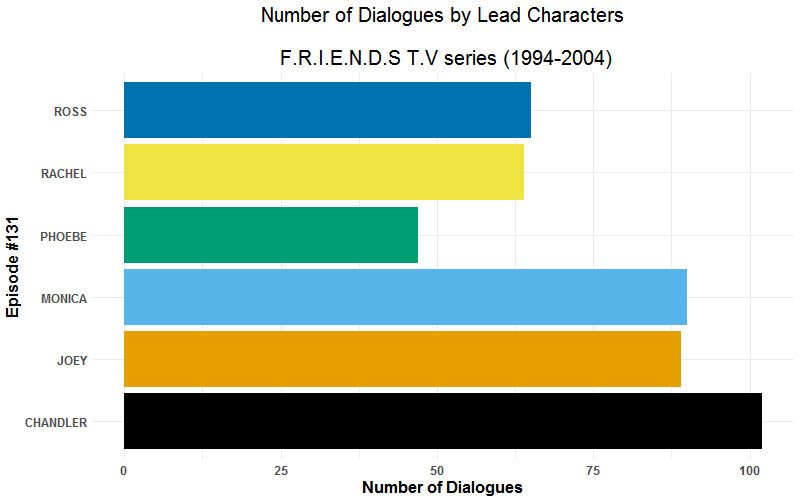 Number of Dialogues by Lead Characters
F.R.I.E.N.D.S T.V series (1994-2004)
Episode #131
ROSS
RACHEL
PHOEBE
MONICA
JOEY
CHANDLER
0 25 50 75 100
Number of Dialogues